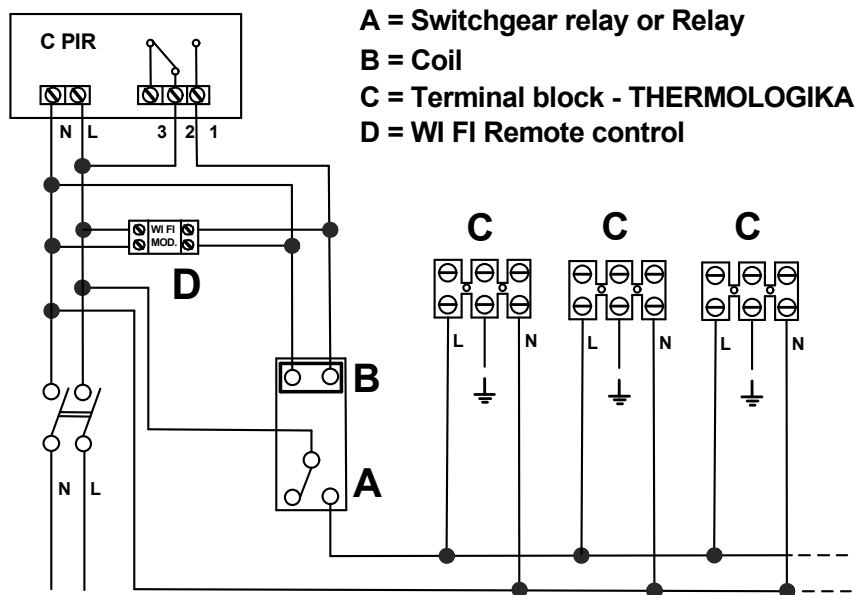 C PIR
A = Switchgear relay or Relay
B = Coil
C = Terminal block - THERMOLOGIKA
D = WI FI Remote control
N L 3 2 1
WI FI
MOD.
D
C C C
L N L N L N
B
A
N L